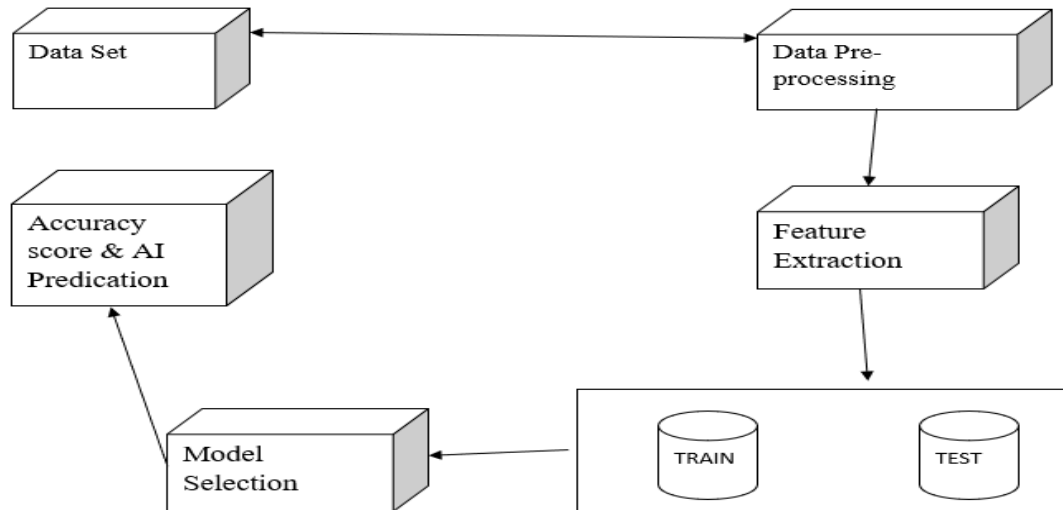 Data Set
Data Pre-
processing
Accuracy
score & AI
Predication
Feature
Extraction
Model
Selection
TRAIN
TEST